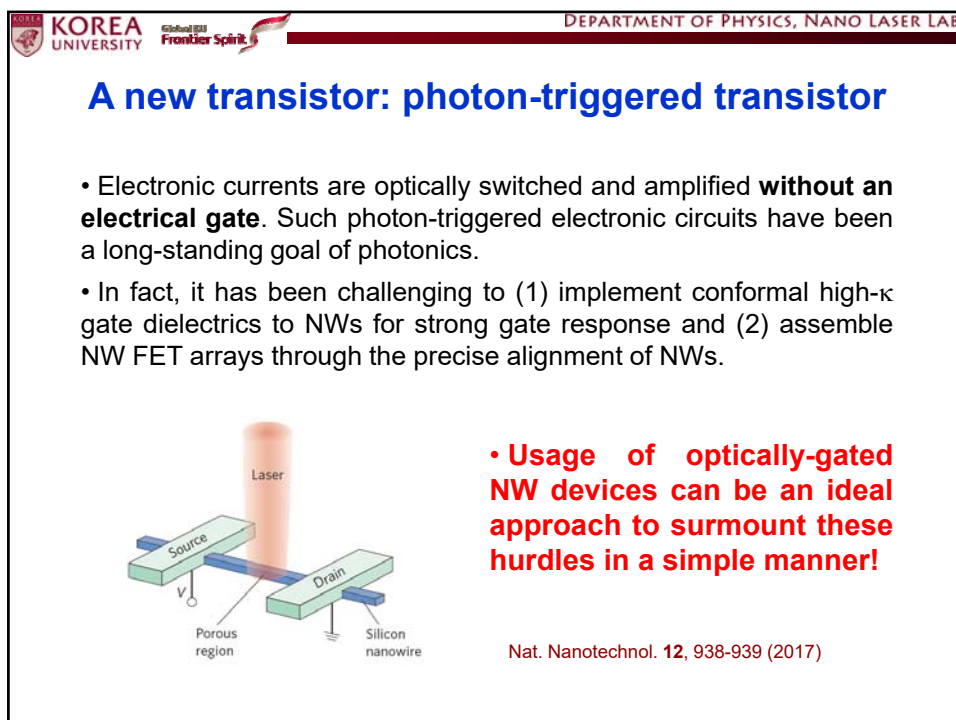 KOREA
KOREA
UNIVERSITY
Global KU
Frontier Spirit
DEPARTMENT OF PHYSICS, NANO LASER LAB
A new transistor: photon-triggered transistor
• Electronic currents are optically switched and amplified without an
electrical gate. Such photon-triggered electronic circuits have been
a long-standing goal of photonics.
• In fact, it has been challenging to (1) implement conformal high-κ
gate dielectrics to NWs for strong gate response and (2) assemble
NW FET arrays through the precise alignment of NWs.
Laser
Source
Drain
V
Porous
region
Silicon
nanowire
• Usage of optically-gated
NW devices can be an ideal
approach to surmount these
hurdles in a simple manner!
Nat. Nanotechnol. 12, 938-939 (2017)